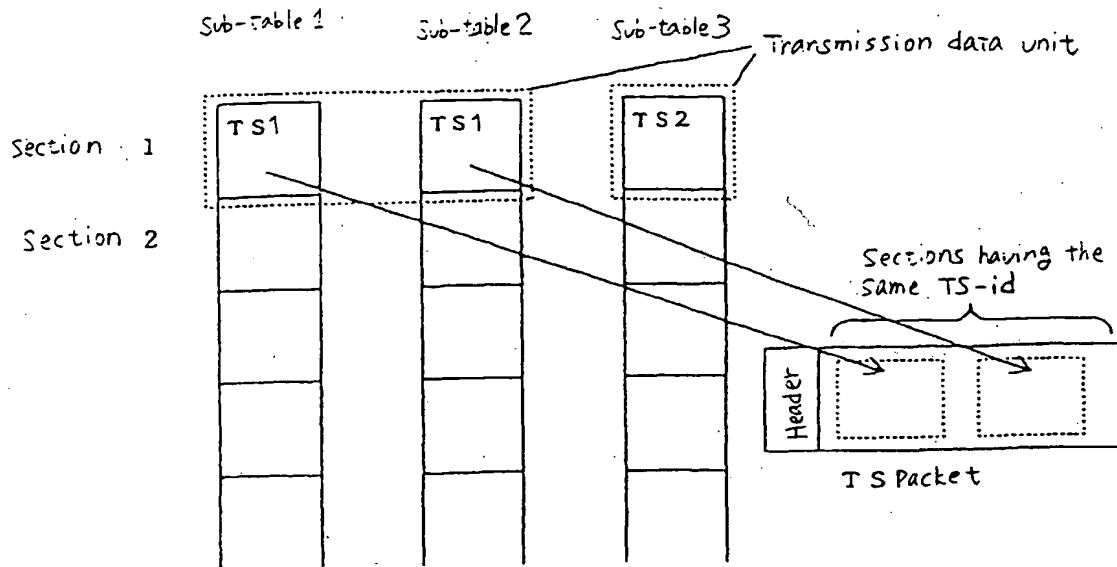 Sub-table 1
Sub-table 2
Sub-table 3
Transmission data unit
Section 1
TS1
TS1
TS2
Section 2
Sections having the
same TS-id
Header
TS Packet